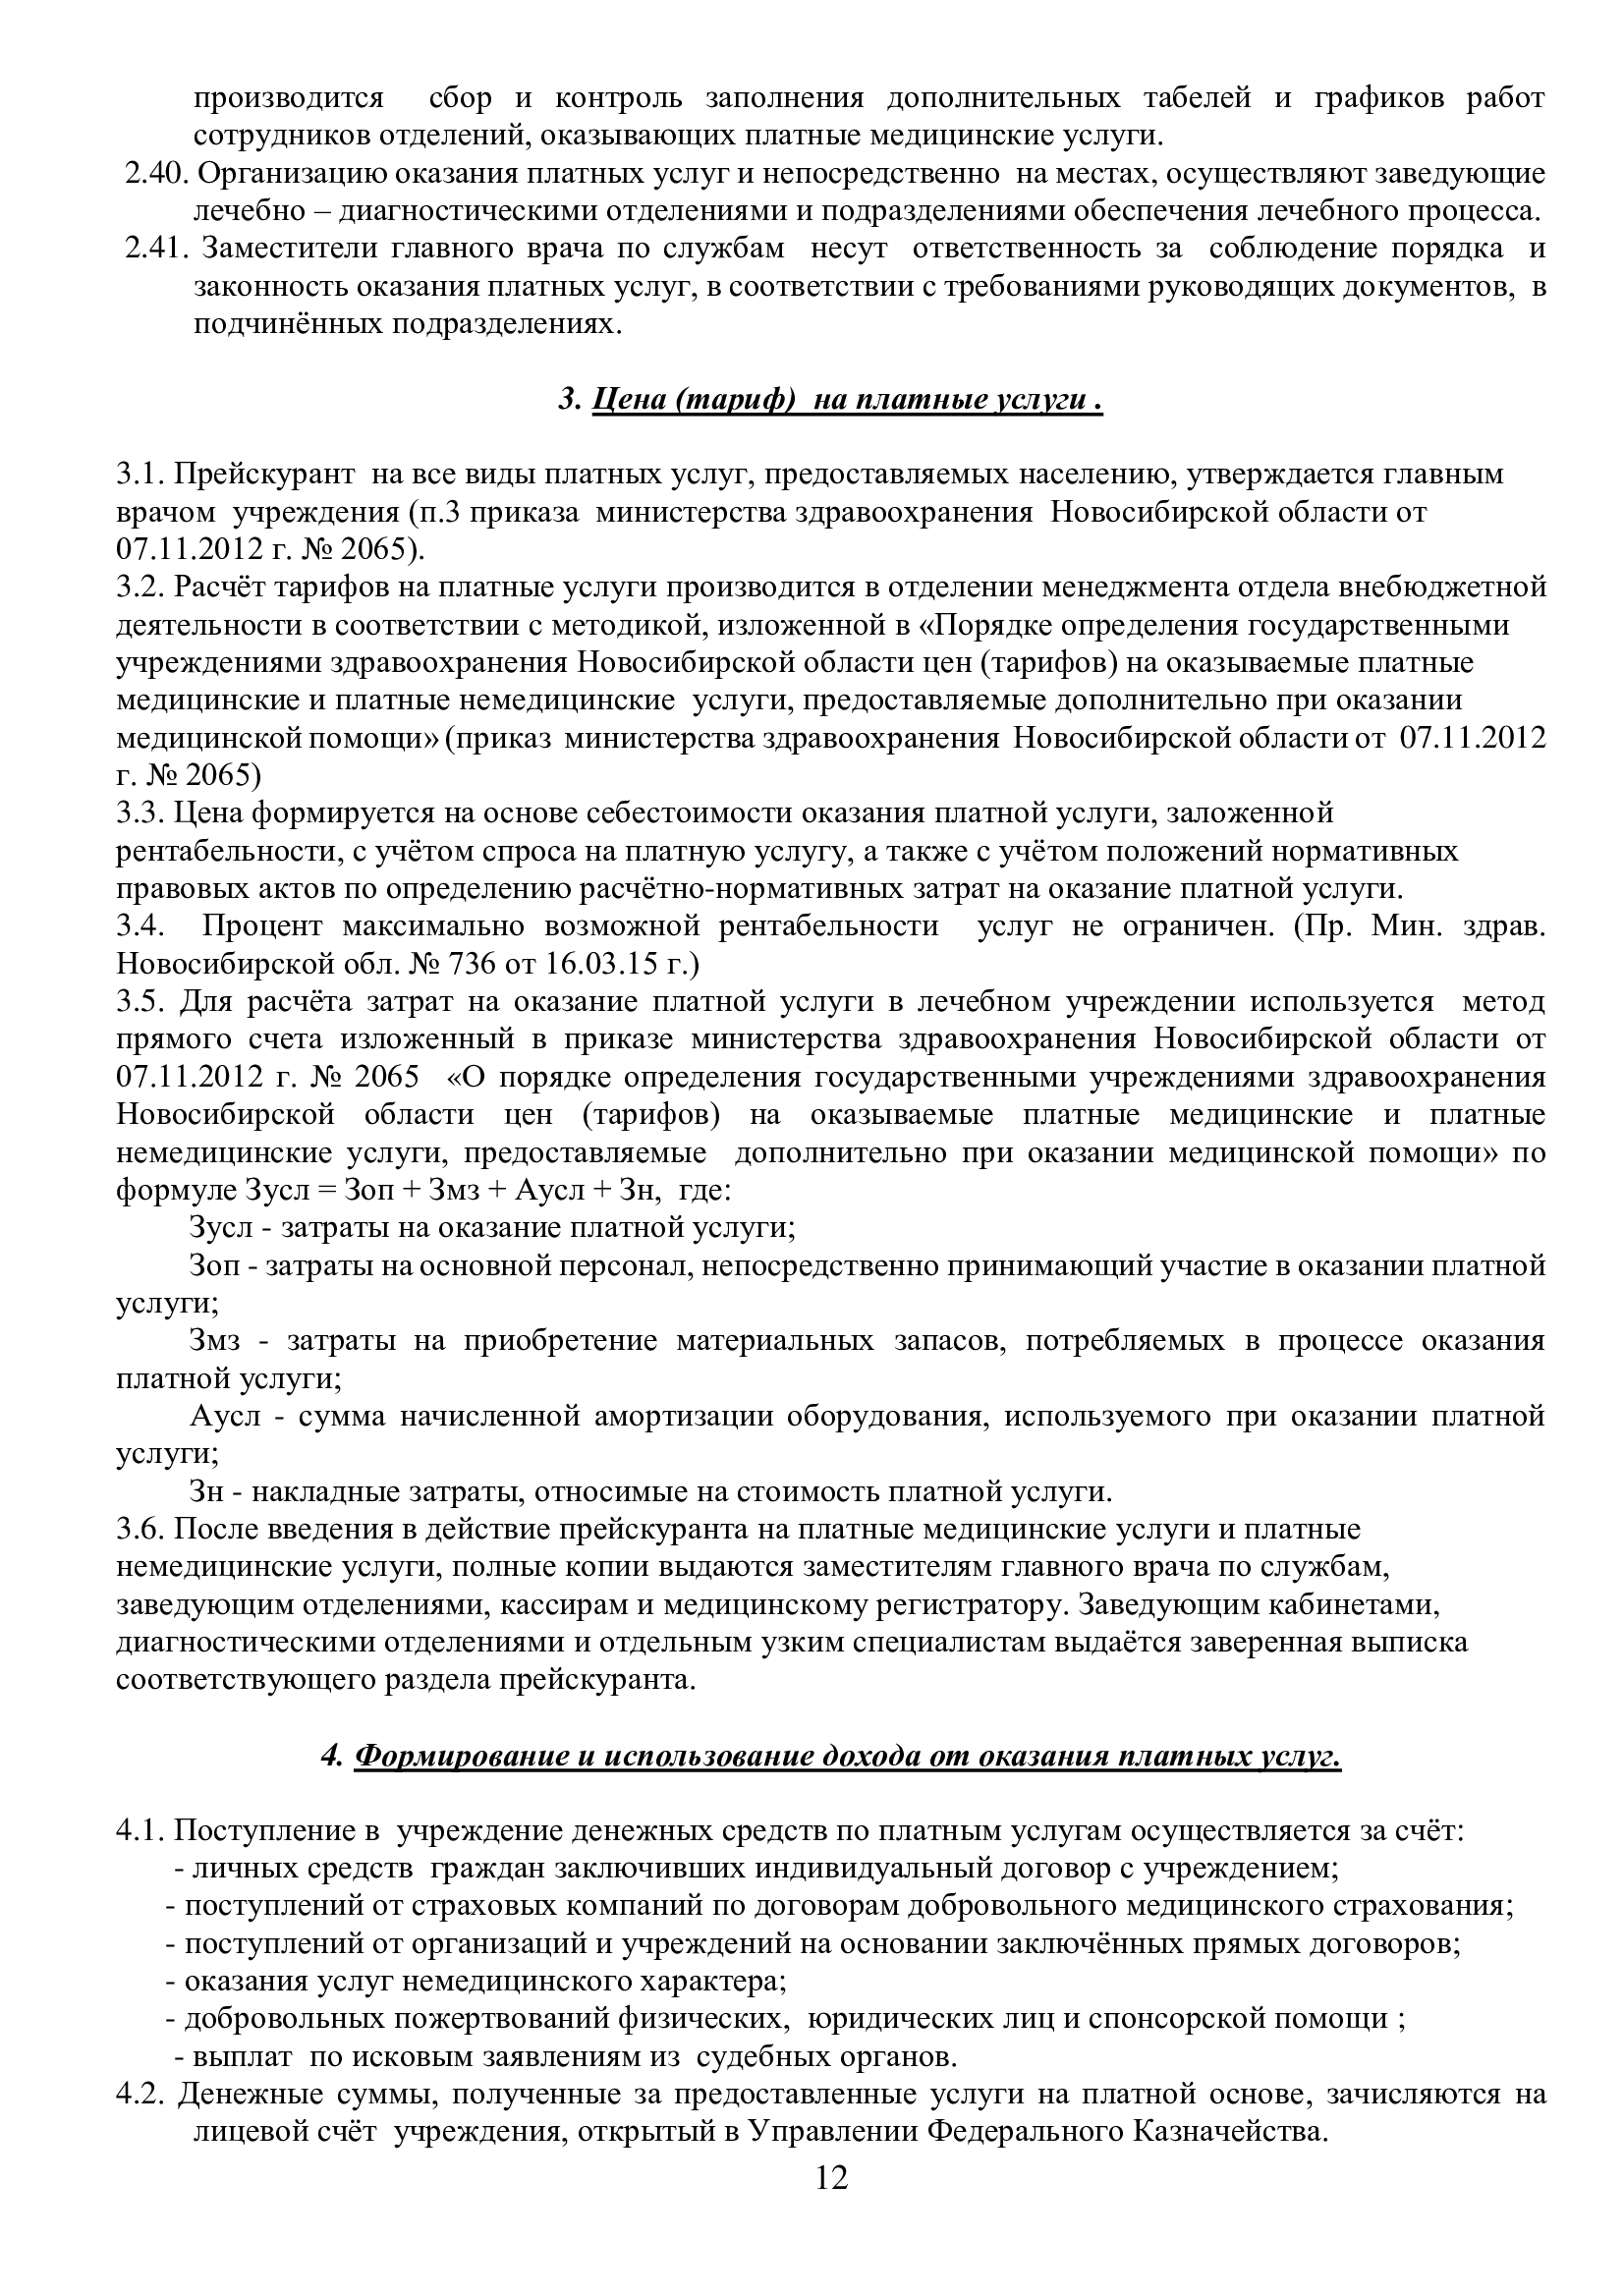 производится сбор и контроль заполнения дополнительных табелей и графиков работ
сотрудников отделений, оказывающих платные медицинские услуги.
2.40. Организацию оказания платных услуг и непосредственно на местах, осуществляют заведующие
лечебно – диагностическими отделениями и подразделениями обеспечения лечебного процесса.
2.41. Заместители главного врача по службам несут ответственность за соблюдение порядка и
законность оказания платных услуг, в соответствии с требованиями руководящих документов, в
подчинённых подразделениях.
3. Цена (тариф) на платные услуги .
3.1. Прейскурант на все виды платных услуг, предоставляемых населению, утверждается главным
врачом учреждения (п.3 приказа министерства здравоохранения Новосибирской области от
07.11.2012 г. № 2065).
3.2. Расчёт тарифов на платные услуги производится в отделении менеджмента отдела внебюджетной
деятельности в соответствии с методикой, изложенной в «Порядке определения государственными
учреждениями здравоохранения Новосибирской области цен (тарифов) на оказываемые платные
медицинские и платные немедицинские услуги, предоставляемые дополнительно при оказании
медицинской помощи» (приказ министерства здравоохранения Новосибирской области от 07.11.2012
г. № 2065)
3.3. Цена формируется на основе себестоимости оказания платной услуги, заложенной
рентабельности, с учётом спроса на платную услугу, а также с учётом положений нормативных
правовых актов по определению расчётно-нормативных затрат на оказание платной услуги.
3.4. Процент максимально возможной рентабельности услуг не ограничен. (Пр. Мин. здрав.
Новосибирской обл. № 736 от 16.03.15 г.)
3.5. Для расчёта затрат на оказание платной услуги в лечебном учреждении используется метод
прямого счета изложенный в приказе министерства здравоохранения Новосибирской области от
07.11.2012 г. № 2065 «О порядке определения государственными учреждениями здравоохранения
Новосибирской области цен (тарифов) на оказываемые платные медицинские и платные
немедицинские услуги, предоставляемые дополнительно при оказании медицинской помощи» по
формуле Зусл = Зоп + Змз + Аусл + Зн, где:
Зусл - затраты на оказание платной услуги;
Зоп - затраты на основной персонал, непосредственно принимающий участие в оказании платной
услуги;
Змз - затраты на приобретение материальных запасов, потребляемых в процессе оказания
платной услуги;
Аусл - сумма начисленной амортизации оборудования, используемого при оказании платной
услуги;
Зн - накладные затраты, относимые на стоимость платной услуги.
3.6. После введения в действие прейскуранта на платные медицинские услуги и платные
немедицинские услуги, полные копии выдаются заместителям главного врача по службам,
заведующим отделениями, кассирам и медицинскому регистратору. Заведующим кабинетами,
диагностическими отделениями и отдельным узким специалистам выдаётся заверенная выписка
соответствующего раздела прейскуранта.
4. Формирование и использование дохода от оказания платных услуг.
4.1. Поступление в учреждение денежных средств по платным услугам осуществляется за счёт:
- личных средств граждан заключивших индивидуальный договор с учреждением;
- поступлений от страховых компаний по договорам добровольного медицинского страхования;
- поступлений от организаций и учреждений на основании заключённых прямых договоров;
- оказания услуг немедицинского характера;
- добровольных пожертвований физических, юридических лиц и спонсорской помощи ;
- выплат по исковым заявлениям из судебных органов.
4.2. Денежные суммы, полученные за предоставленные услуги на платной основе, зачисляются на
лицевой счёт учреждения, открытый в Управлении Федерального Казначейства.
12